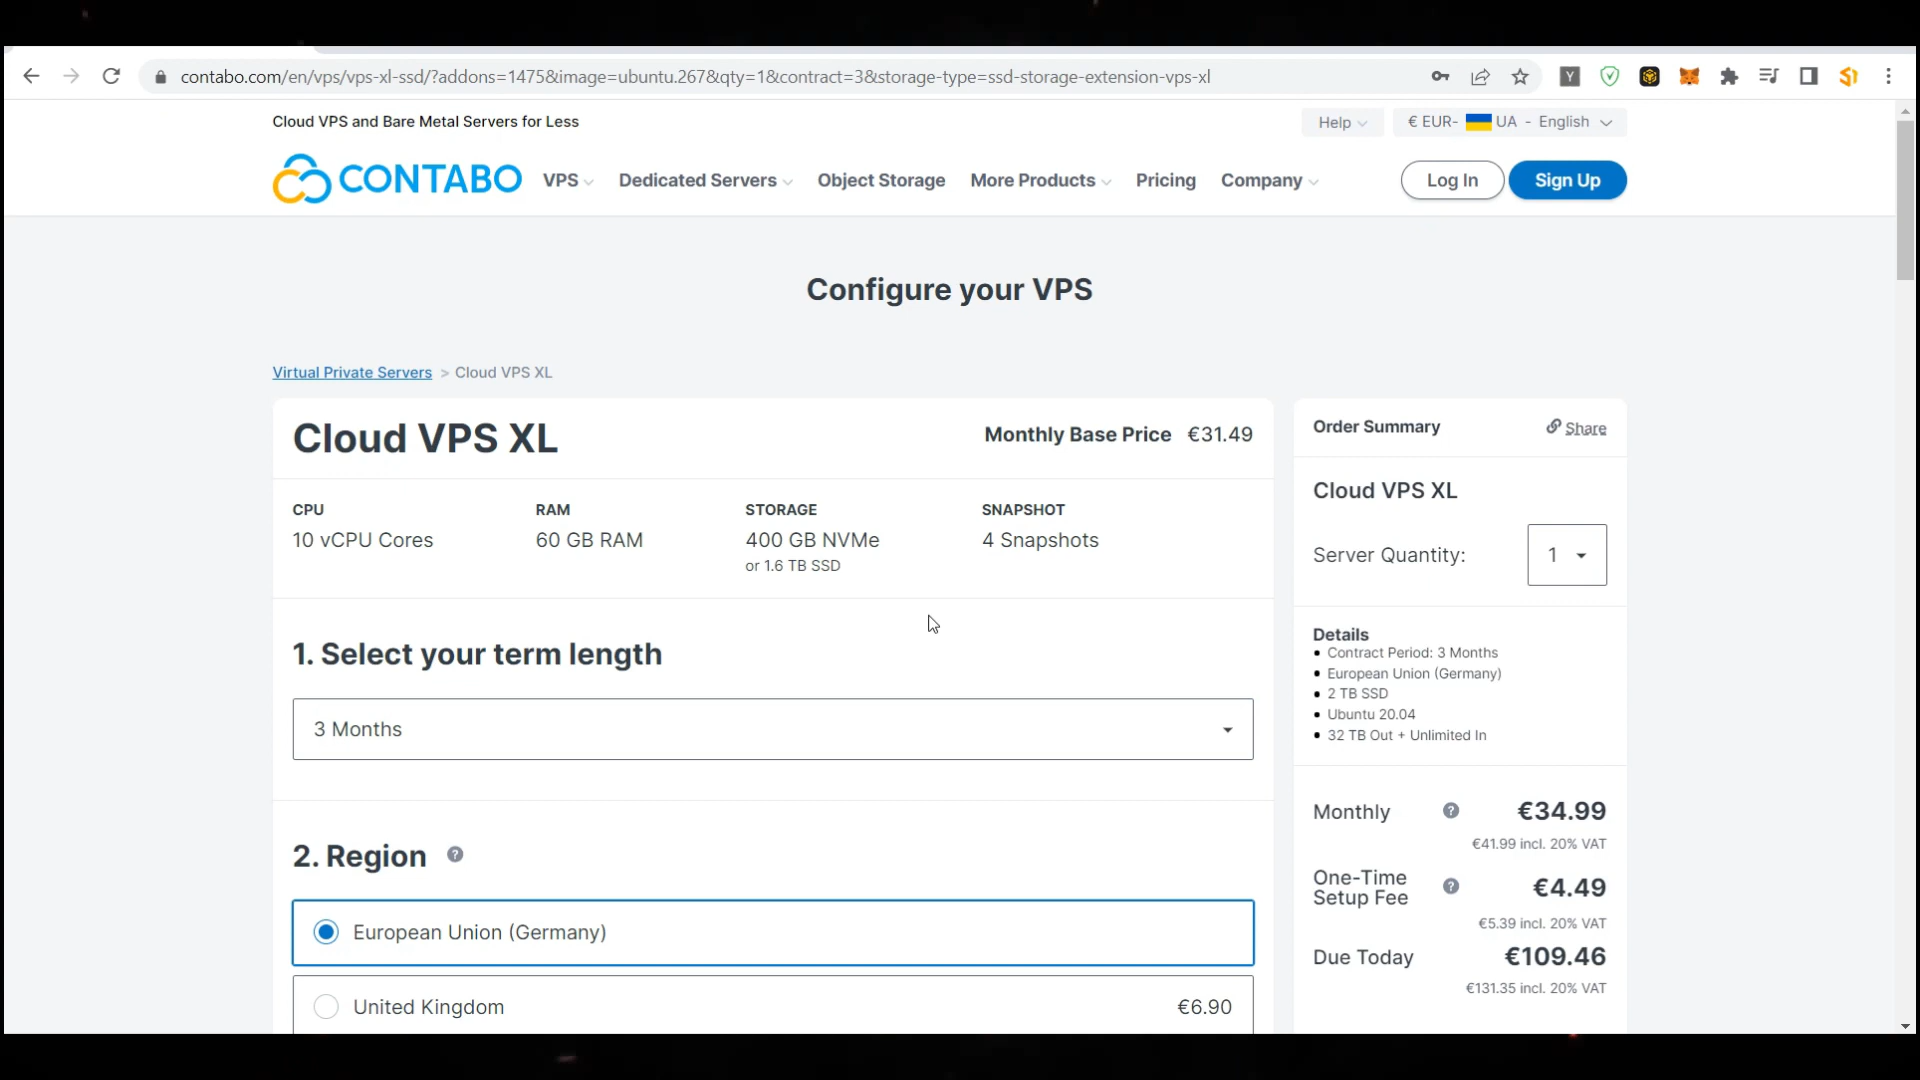 contabo.com/en/vps/vps-xl-ssd/?addons=1475&image=ubuntu.267&qty=1&contract=3&storage-type=ssd-storage-extension-vps-xl
Cloud VPS and Bare Metal Servers for Less
Help
€ EUR- UA - English
CONTABO
VPS
Dedicated Servers
Object Storage
More Products
Pricing
Company
Log In
Sign Up
Configure your VPS
Virtual Private Servers > Cloud VPS XL
Cloud VPS XL
Monthly Base Price €31.49
CPU
10 vCPU Cores
RAM
60 GB RAM
STORAGE
400 GB NVMe
or 1.6 TB SSD
SNAPSHOT
4 Snapshots
1. Select your term length
3 Months
2. Region ?
European Union (Germany)
United Kingdom €6.90
Order Summary
Share
Cloud VPS XL
Server Quantity: 1
Details
• Contract Period: 3 Months
• European Union (Germany)
• 2 TB SSD
• Ubuntu 20.04
• 32 TB Out + Unlimited In
Monthly ? €34.99
€41.99 incl. 20% VAT
One-Time
Setup Fee ? €4.49
€5.39 incl. 20% VAT
Due Today €109.46
€131.35 incl. 20% VAT